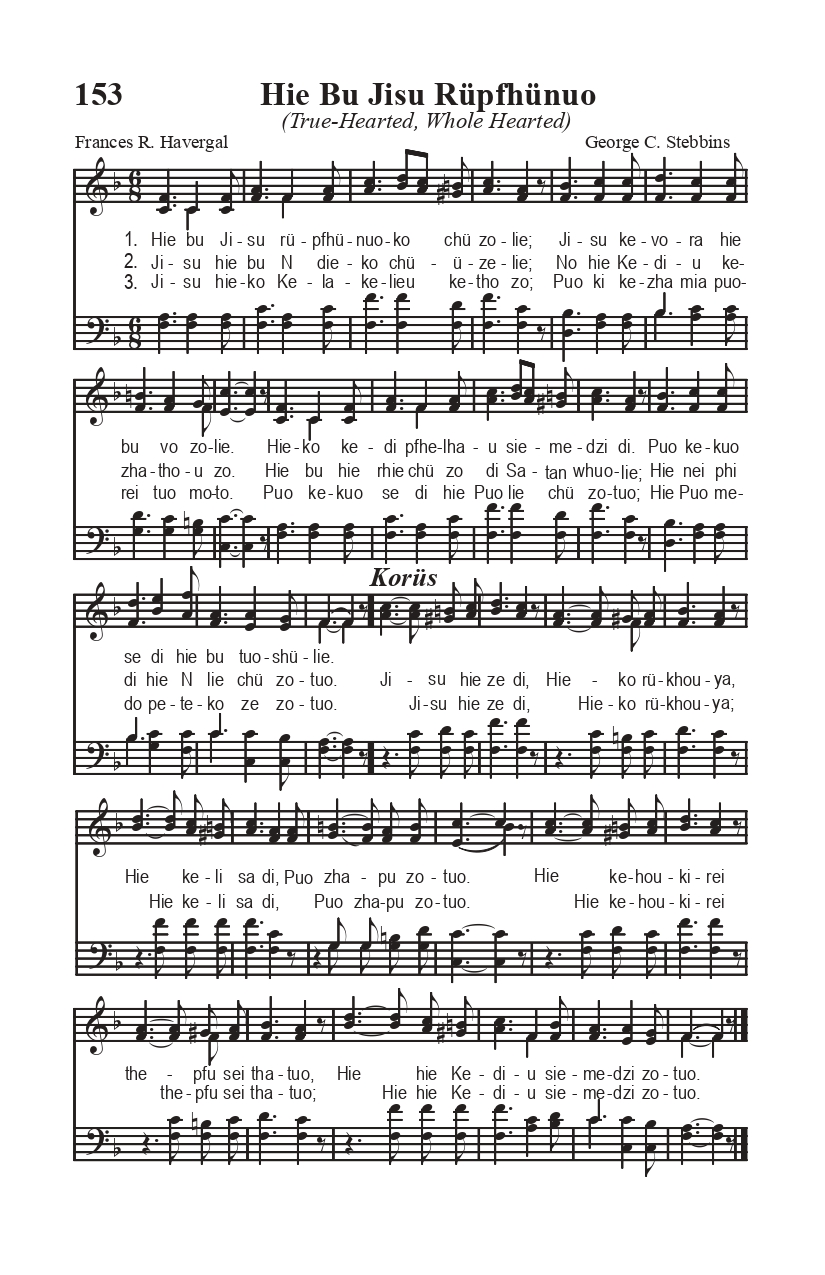 153 Hie Bu Jisu Rüpfhünuo
(True-Hearted, Whole Hearted)
Frances R. Havergal George C. Stebbins
1. Hie bu Ji - su rü - pfhü - nuo - ko chü zo - lie; Ji - su ke - vo - ra hie
2. Ji - su hie bu N die - ko chü - ü - ze - lie; No hie Ke - di - u ke-
3. Ji - su hie-ko Ke - la - ke - lieu ke - tho zo; Puo ki ke - zha mia puo-
bu vo zo-lie. Hie-ko ke - di pfhe-lha - u sie - me - dzi di. Puo ke - kuo
zha - tho - u zo. Hie bu hie rhie chü zo di Sa - tan whuo - lie; Hie nei phi
rei tuo mo-to. Puo ke - kuo se di hie Puo lie chü zo - tuo; Hie Puo me-
Korüs
se di hie bu tuo - shü - lie.
di hie N lie chü zo - tuo. Ji - su hie ze di, Hie - ko rü - khou - ya,
do pe - te - ko ze zo - tuo. Ji-su hie ze di, Hie - ko rü - khou - ya;
Hie ke - li sa di, Puo zha - pu zo - tuo. Hie ke - hou - ki - rei
Hie ke - li sa di, Puo zha-pu zo - tuo. Hie ke - hou - ki - rei
the - pfu sei tha - tuo, Hie hie Ke - di - u sie - me - dzi zo - tuo.
the - pfu sei tha - tuo; Hie hie Ke - di - u sie - me - dzi zo - tuo.